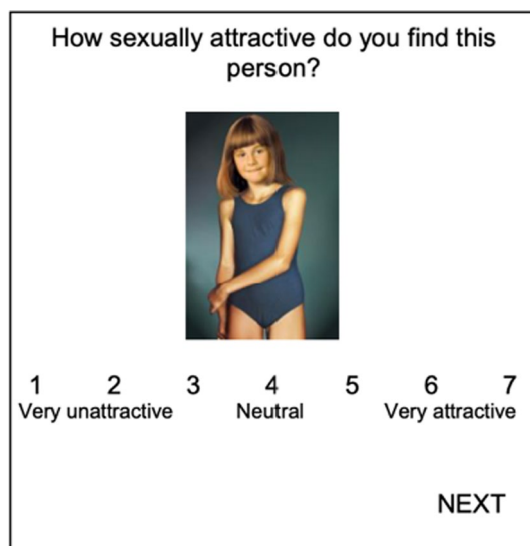 How sexually attractive do you find this
person?
1 2 3 4 5 6 7
Very unattractive Neutral Very attractive
NEXT